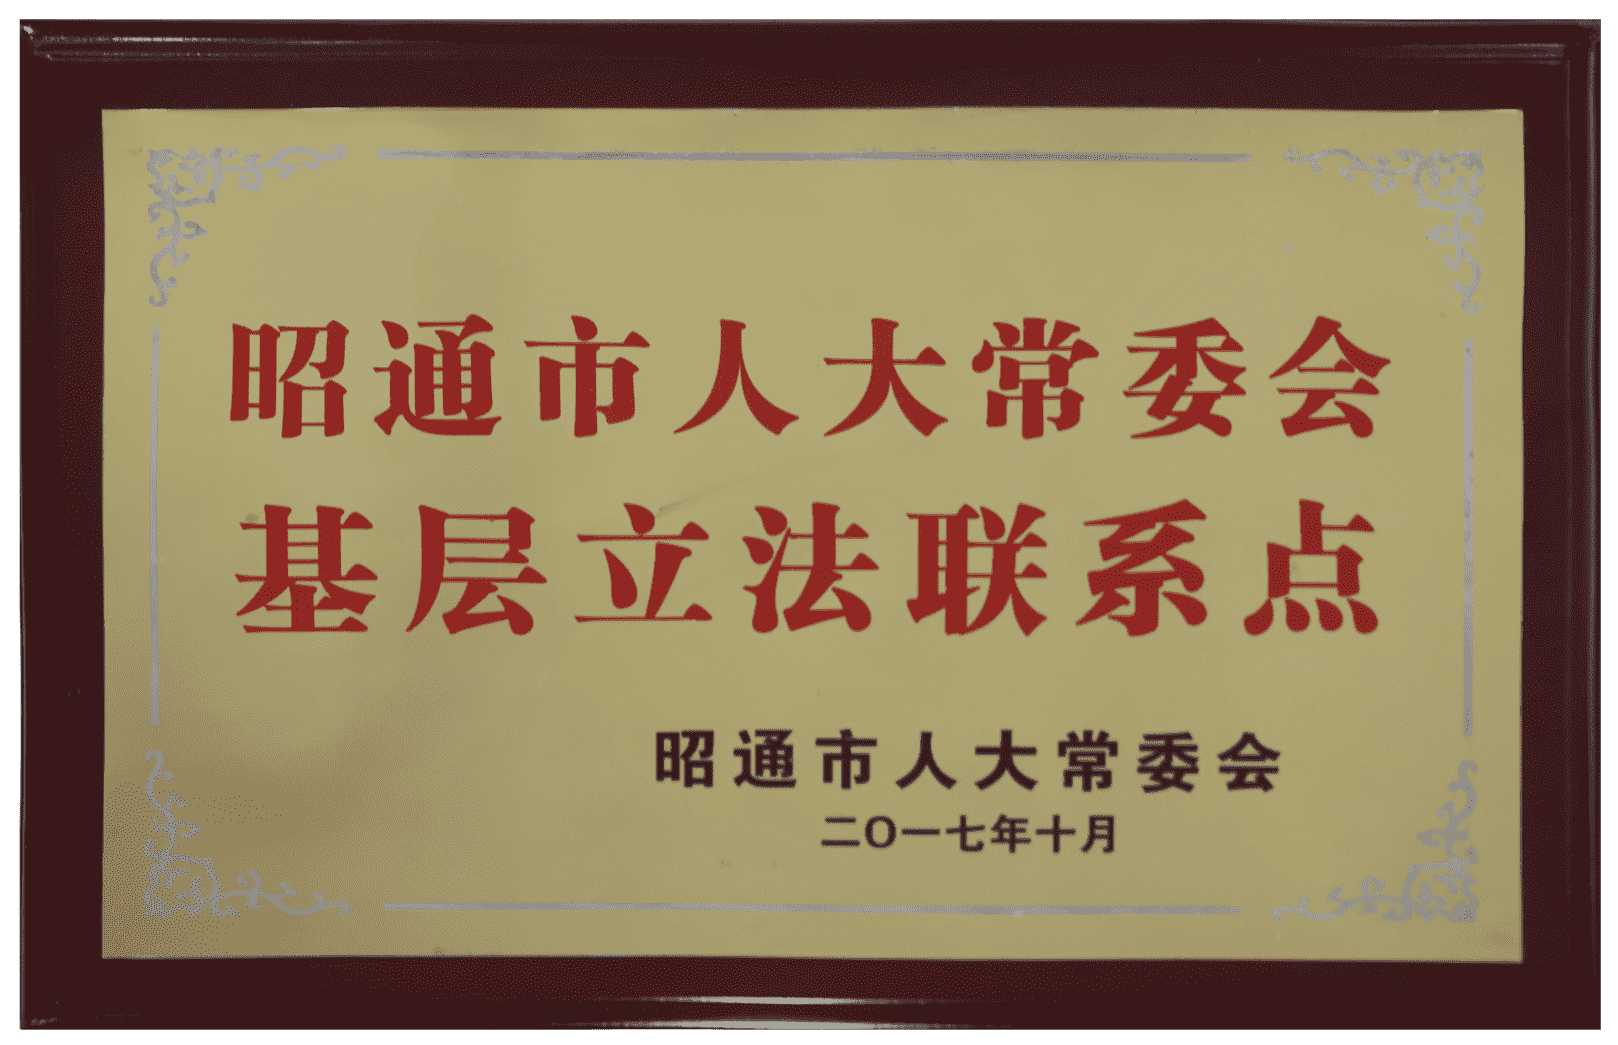 昭通市人大常委会
基层立法联系点
昭通市人大常委会
二〇一七年十月